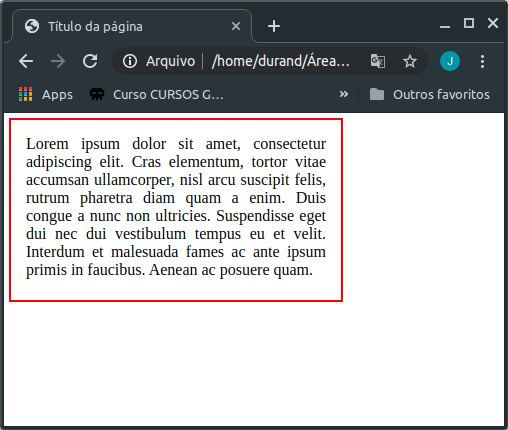 Título da página
Arquivo | /home/durand/Área...
J
Apps
Curso CURSOS G...
»
Outros favoritos
Lorem ipsum dolor sit amet, consectetur
adipiscing elit. Cras elementum, tortor vitae
accumsan ullamcorper, nisl arcu suscipit felis,
rutrum pharetra diam quam a enim. Duis
congue a nunc non ultricies. Suspendisse eget
dui nec dui vestibulum tempus eu et velit.
Interdum et malesuada fames ac ante ipsum
primis in faucibus. Aenean ac posuere quam.